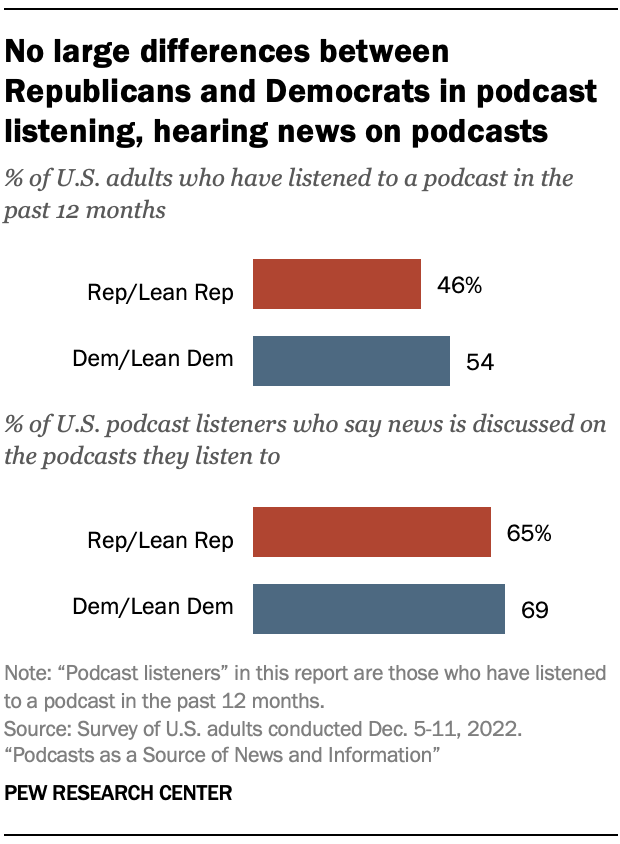 No large differences between
Republicans and Democrats in podcast
listening, hearing news on podcasts
% of U.S. adults who have listened to a podcast in the
past 12 months
Rep/Lean Rep 46%
Dem/Lean Dem 54
% of U.S. podcast listeners who say news is discussed on
the podcasts they listen to
Rep/Lean Rep 65%
Dem/Lean Dem 69
Note: “Podcast listeners” in this report are those who have listened
to a podcast in the past 12 months.
Source: Survey of U.S. adults conducted Dec. 5-11, 2022.
“Podcasts as a Source of News and Information”
PEW RESEARCH CENTER